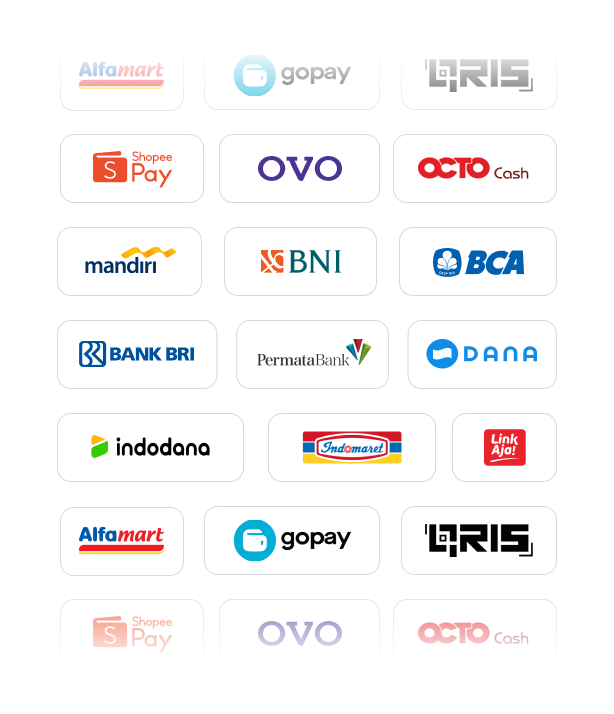 Alfamart
gopay
QRIS
Shopee
Pay
OVO
OCTO Cash
mandiri
BNI
BCA
BANK BRI
PermataBank
DANA
indodana
Indomaret
Link
Aja!
Alfamart
gopay
QRIS
Shopee
Pay
OVO
OCTO Cash